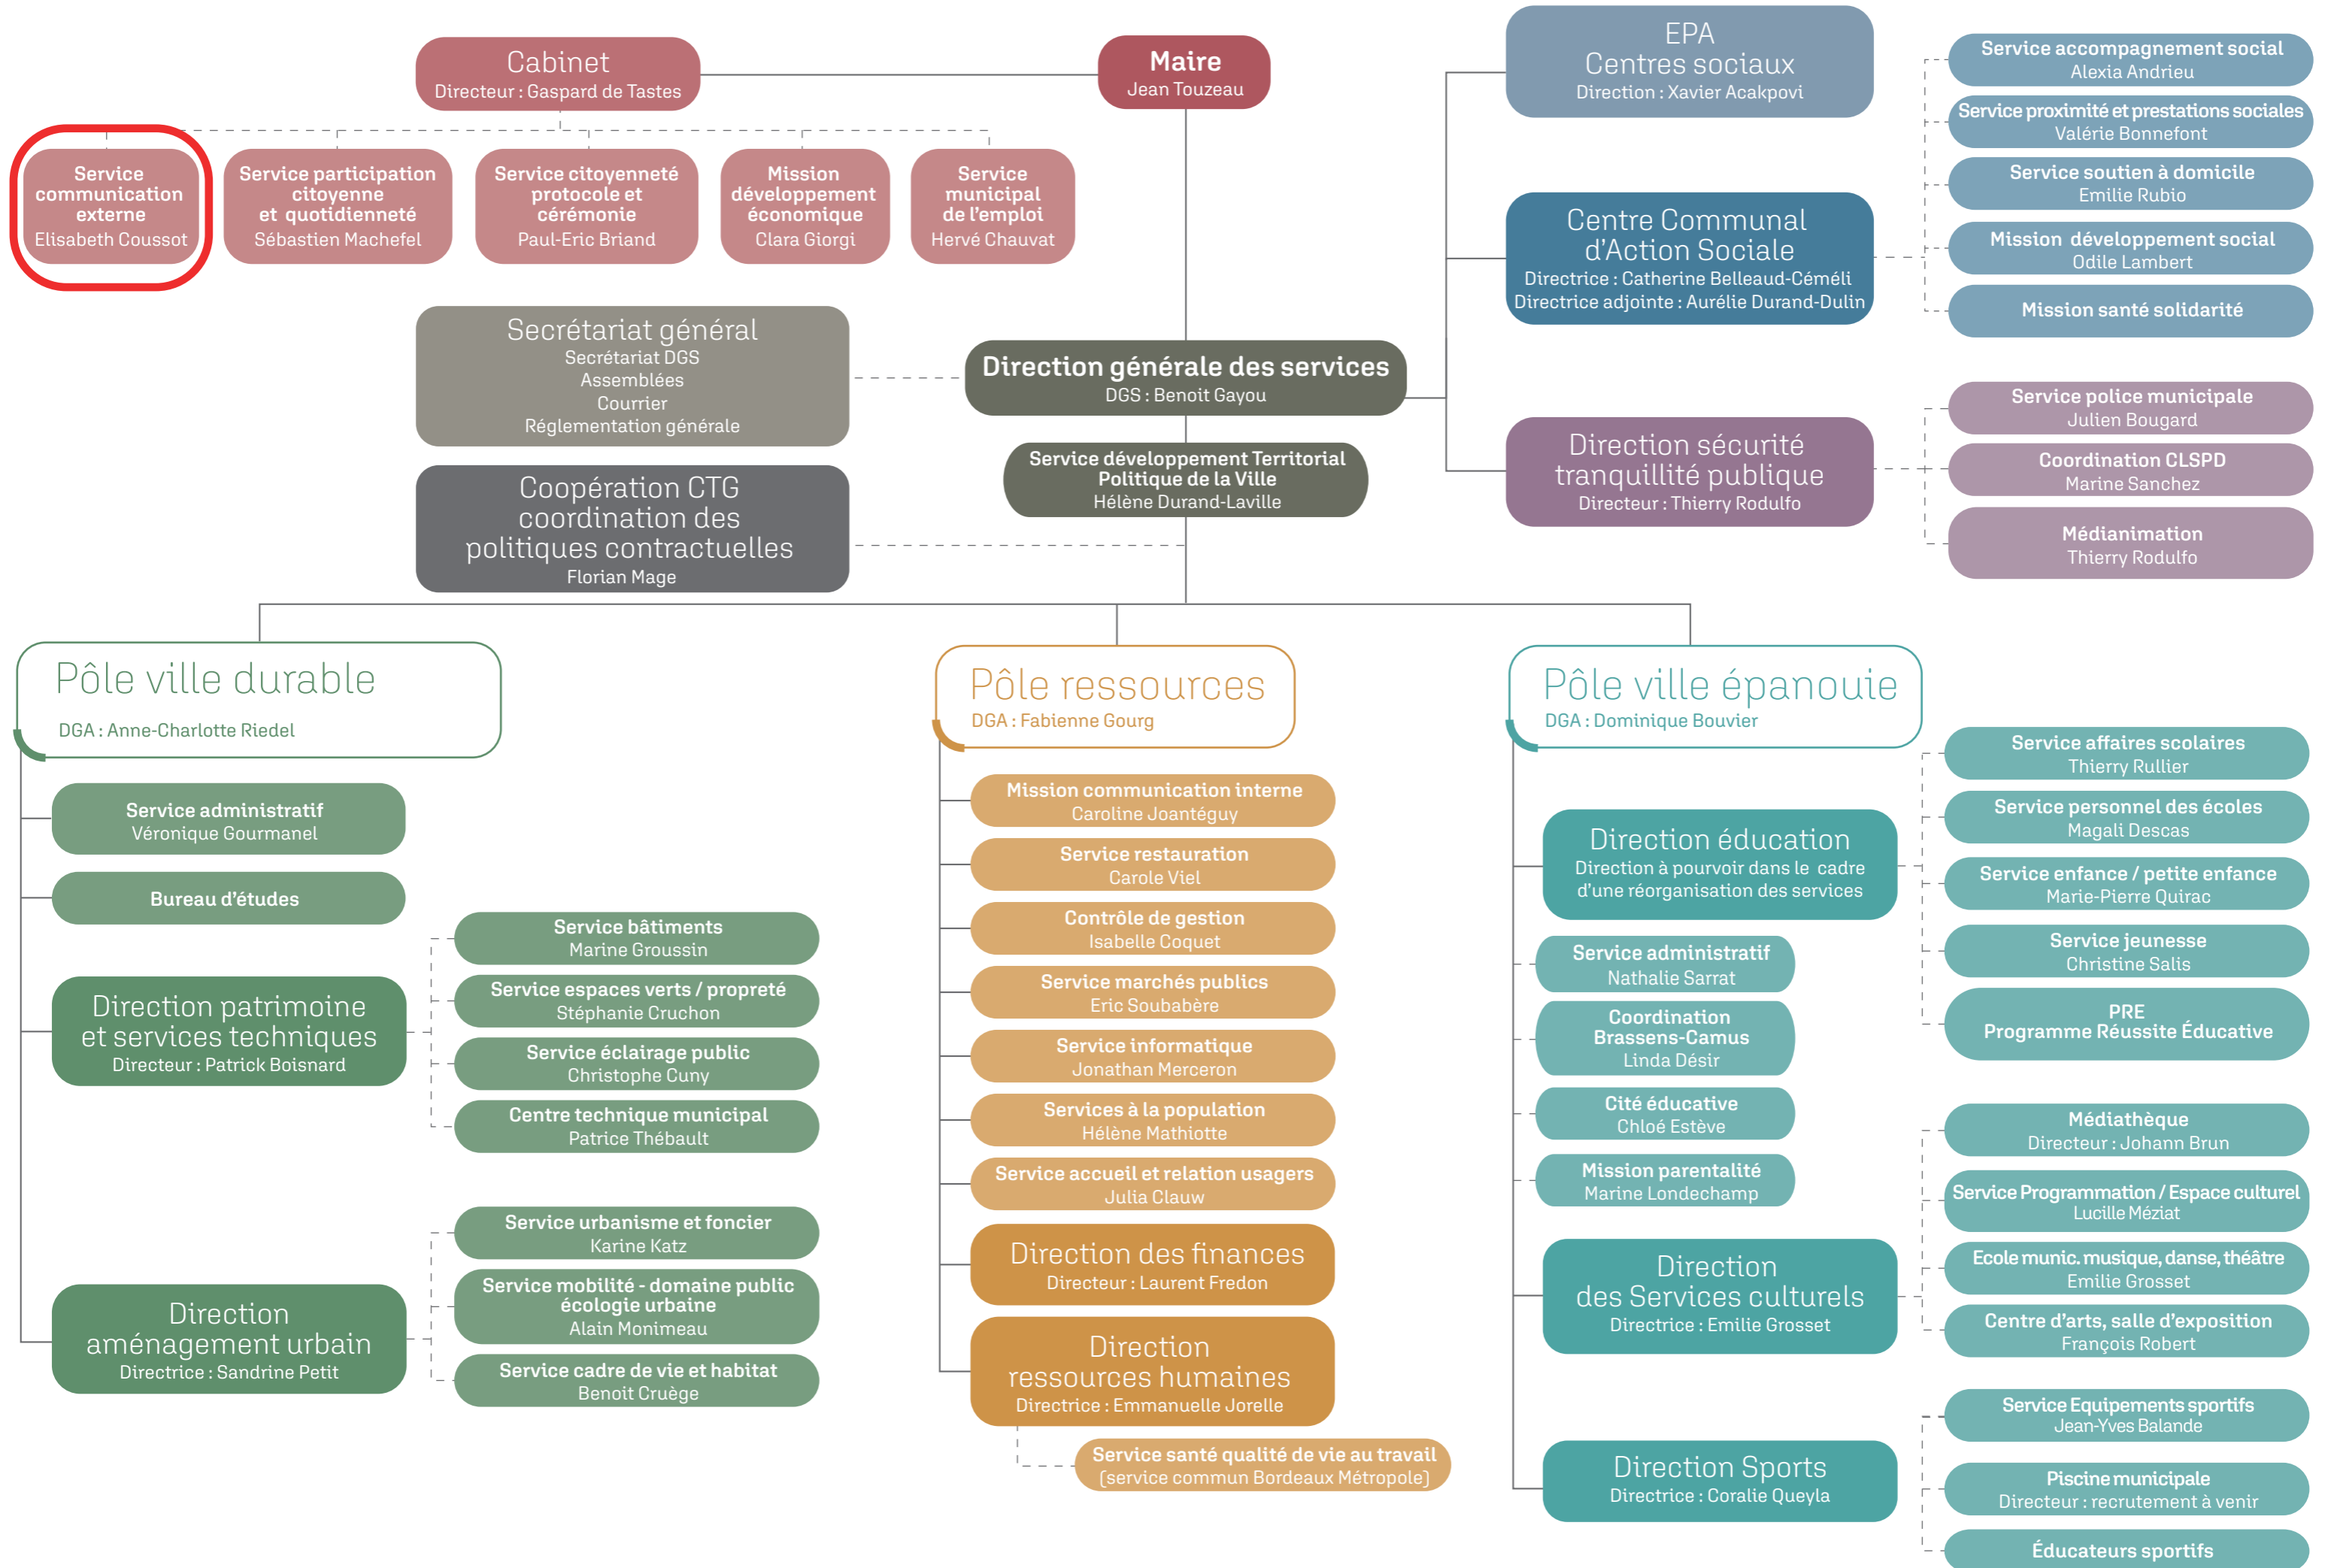 Cabinet
Directeur : Gaspard de Tastes
Maire
Jean Touzeau
Service
communication
externe
Elisabeth Coussot
Service participation
citoyenne
et quotidienneté
Sébastien Machefel
Service citoyenneté
protocole et
cérémonie
Paul-Eric Briand
Mission
développement
économique
Clara Giorgi
Service
municipal
de l'emploi
Hervé Chauvat
Secrétariat général
Secrétariat DGS
Assemblées
Courrier
Réglementation générale
Direction générale des services
DGS : Benoit Gayou
Service développement Territorial
Politique de la Ville
Hélène Durand-Laville
Coopération CTG
coordination des
politiques contractuelles
Florian Mage
EPA
Centres sociaux
Direction : Xavier Acakpovi
Centre Communal
d'Action Sociale
Directrice : Catherine Belleaud-Céméli
Directrice adjointe : Aurélie Durand-Dulin
Service accompagnement social
Alexia Andrieu
Service proximité et prestations sociales
Valérie Bonnefont
Service soutien à domicile
Emilie Rubio
Mission développement social
Odile Lambert
Mission santé solidarité
Direction sécurité
tranquillité publique
Directeur : Thierry Rodulfo
Service police municipale
Julien Bougard
Coordination CLSPD
Marine Sanchez
Médianimation
Thierry Rodulfo
Pôle ville durable
DGA : Anne-Charlotte Riedel
Service administratif
Véronique Gourmanel
Bureau d'études
Direction patrimoine
et services techniques
Directeur : Patrick Boisnard
Service bâtiments
Marine Groussin
Service espaces verts / propreté
Stéphanie Cruchon
Service éclairage public
Christophe Cuny
Centre technique municipal
Patrice Thébault
Direction
aménagement urbain
Directrice : Sandrine Petit
Service urbanisme et foncier
Karine Katz
Service mobilité - domaine public
écologie urbaine
Alain Monimeau
Service cadre de vie et habitat
Benoit Cruège
Pôle ressources
DGA : Fabienne Gourg
Mission communication interne
Caroline Joantéguy
Service restauration
Carole Viel
Contrôle de gestion
Isabelle Coquet
Service marchés publics
Eric Soubabère
Service informatique
Jonathan Merceron
Services à la population
Hélène Mathiotte
Service accueil et relation usagers
Julia Clauw
Direction des finances
Directeur : Laurent Fredon
Direction
ressources humaines
Directrice : Emmanuelle Jorelle
Service santé qualité de vie au travail
(service commun Bordeaux Métropole)
Pôle ville épanouie
DGA : Dominique Bouvier
Direction éducation
Direction à pourvoir dans le cadre
d'une réorganisation des services
Service administratif
Nathalie Sarrat
Coordination
Brassens-Camus
Linda Désir
Cité éducative
Chloé Estève
Mission parentalité
Marine Londechamp
Service affaires scolaires
Thierry Rullier
Service personnel des écoles
Magali Descas
Service enfance / petite enfance
Marie-Pierre Quirac
Service jeunesse
Christine Salis
PRE
Programme Réussite Éducative
Direction
des Services culturels
Directrice : Emilie Grosset
Médiathèque
Directeur : Johann Brun
Service Programmation / Espace culturel
Lucille Méziat
Ecole munic. musique, danse, théâtre
Emilie Grosset
Centre d'arts, salle d'exposition
François Robert
Direction Sports
Directrice : Coralie Queyla
Service Equipements sportifs
Jean-Yves Balande
Piscine municipale
Directeur : recrutement à venir
Éducateurs sportifs